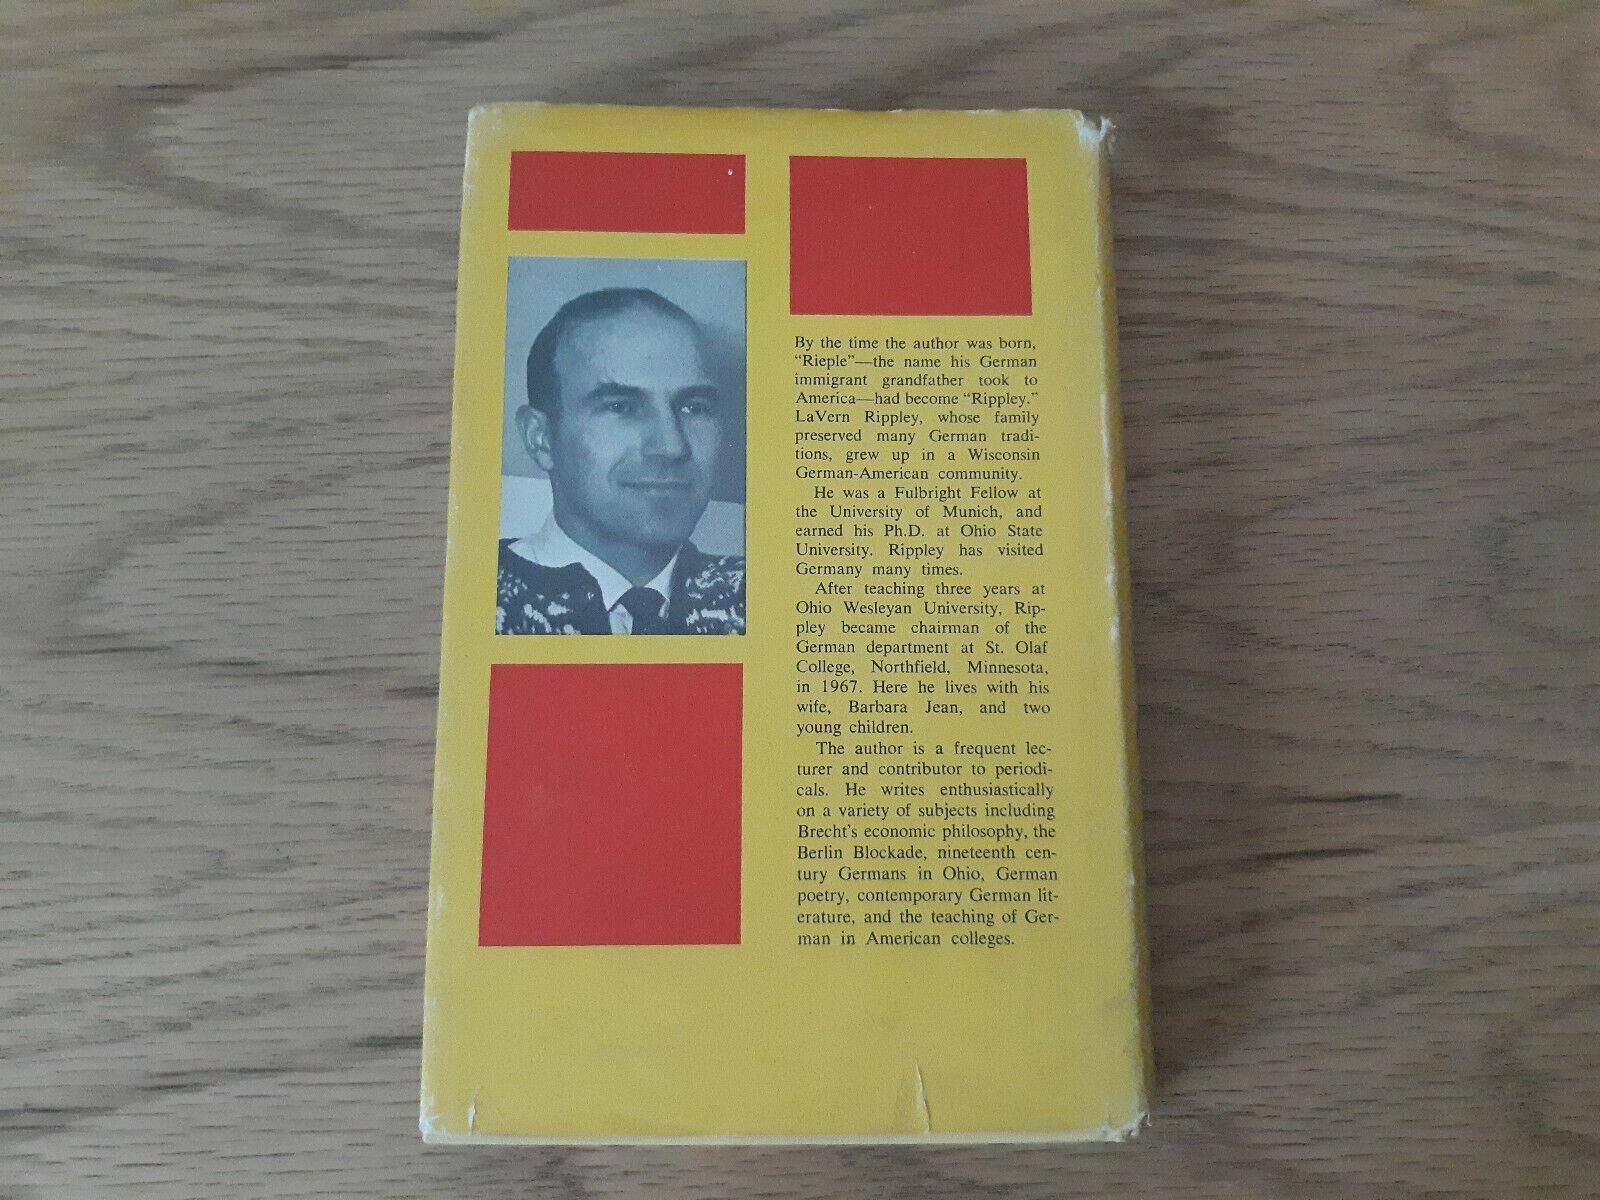 By the time the author was born,
"Rieple"—the name his German
immigrant grandfather took to
America—had become "Rippley."
LaVern Rippley, whose family
preserved many German tradi-
tions, grew up in a Wisconsin
German-American community.
He was a Fulbright Fellow at
the University of Munich, and
earned his Ph.D. at Ohio State
University. Rippley has visited
Germany many times.
After teaching three years at
Ohio Wesleyan University, Rip-
pley became chairman of the
German department at St. Olaf
College, Northfield, Minnesota,
in 1967. Here he lives with his
wife, Barbara Jean, and two
young children.
The author is a frequent lec-
turer and contributor to periodi-
cals. He writes enthusiastically
on a variety of subjects including
Brecht's economic philosophy, the
Berlin Blockade, nineteenth cen-
tury Germans in Ohio, German
poetry, contemporary German lit-
erature, and the teaching of Ger-
man in American colleges.